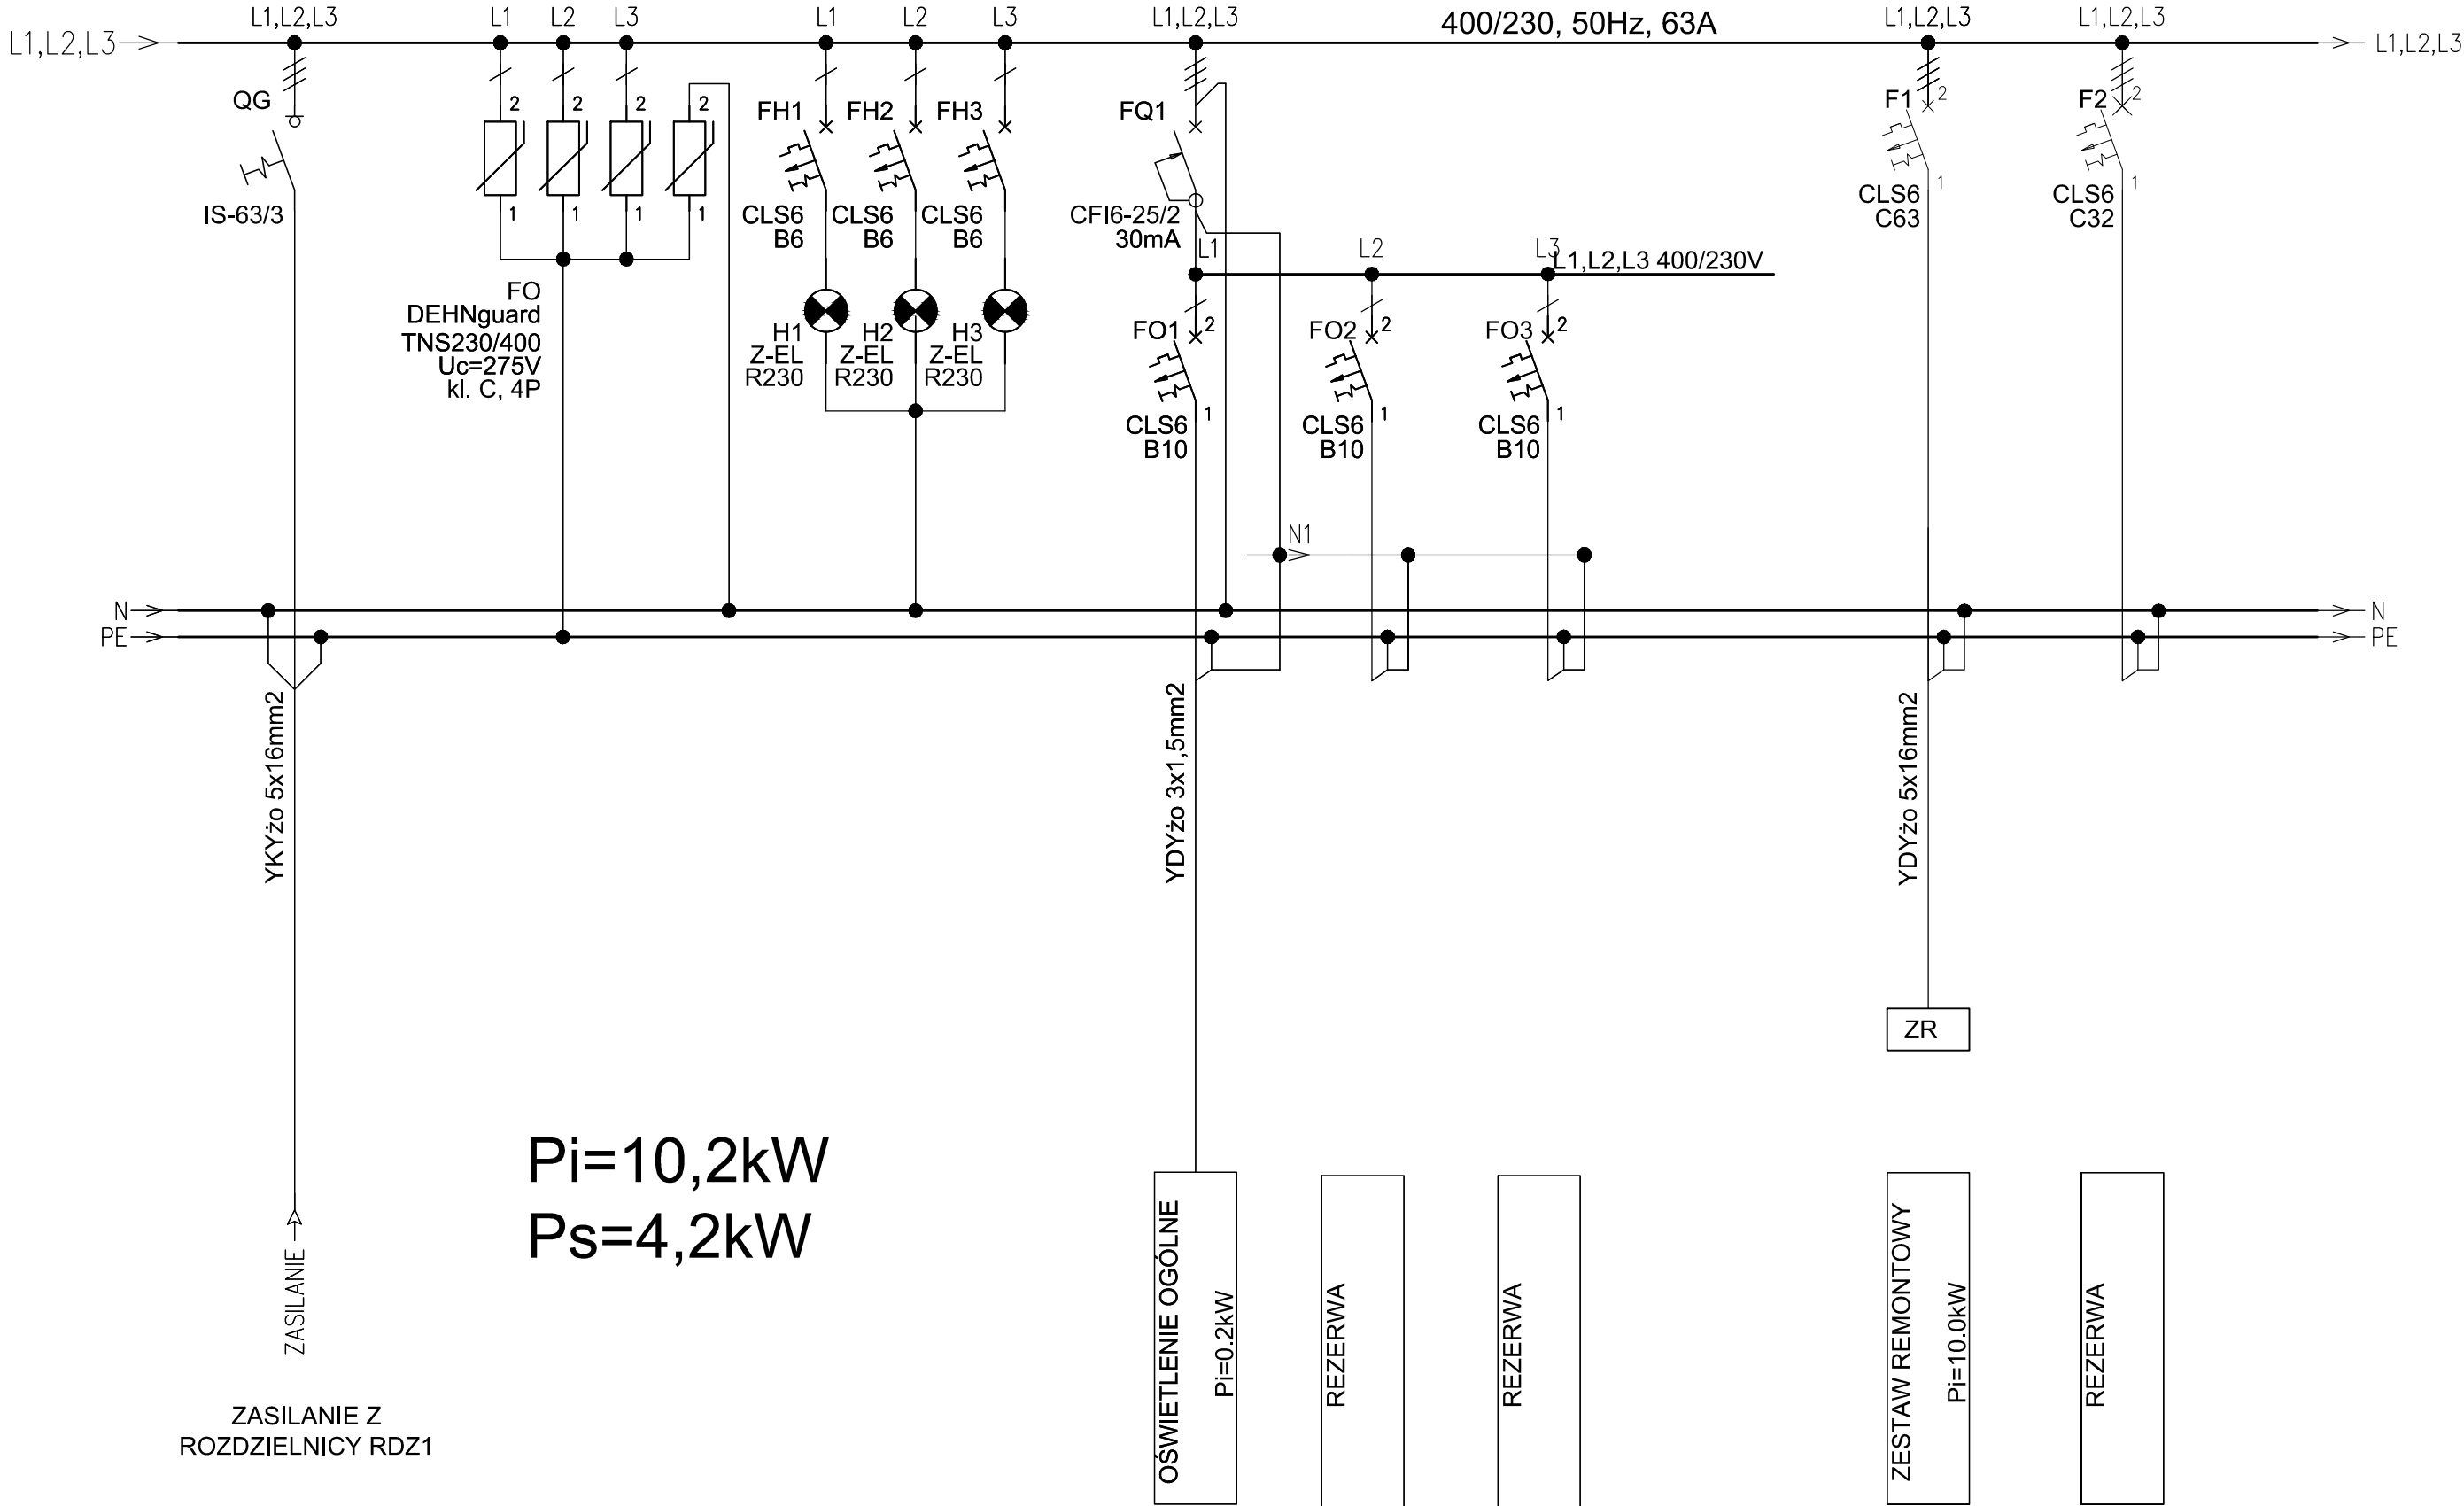 L1,L2,L3
L1,L2,L3
L1
L2
L3
L1
L2
L3
L1,L2,L3
400/230, 50Hz, 63A
L1,L2,L3
L1,L2,L3
L1,L2,L3
QG
IS-63/3
2
2
2
2
1
1
1
1
FO
DEHNguard
TNS230/400
Uc=275V
kl. C, 4P
FH1
FH2
FH3
CLS6
B6
CLS6
B6
CLS6
B6
H1
Z-EL
R230
H2
Z-EL
R230
H3
Z-EL
R230
FQ1
CFI6-25/2
30mA
L1
L2
L3
L1,L2,L3 400/230V
FO1
2
1
CLS6
B10
FO2
2
1
CLS6
B10
FO3
2
1
CLS6
B10
F1
2
1
CLS6
C63
F2
2
1
CLS6
C32
N1
N
N
PE
PE
YKYżo 5x16mm2
YDYżo 3x1,5mm2
YDYżo 5x16mm2
ZR
Pi=10,2kW
Ps=4,2kW
ZASILANIE
ZASILANIE Z
ROZDZIELNICY RDZ1
OŚWIETLENIE OGÓLNE
Pi=0.2kW
REZERWA
REZERWA
ZESTAW REMONTOWY
Pi=10.0kW
REZERWA